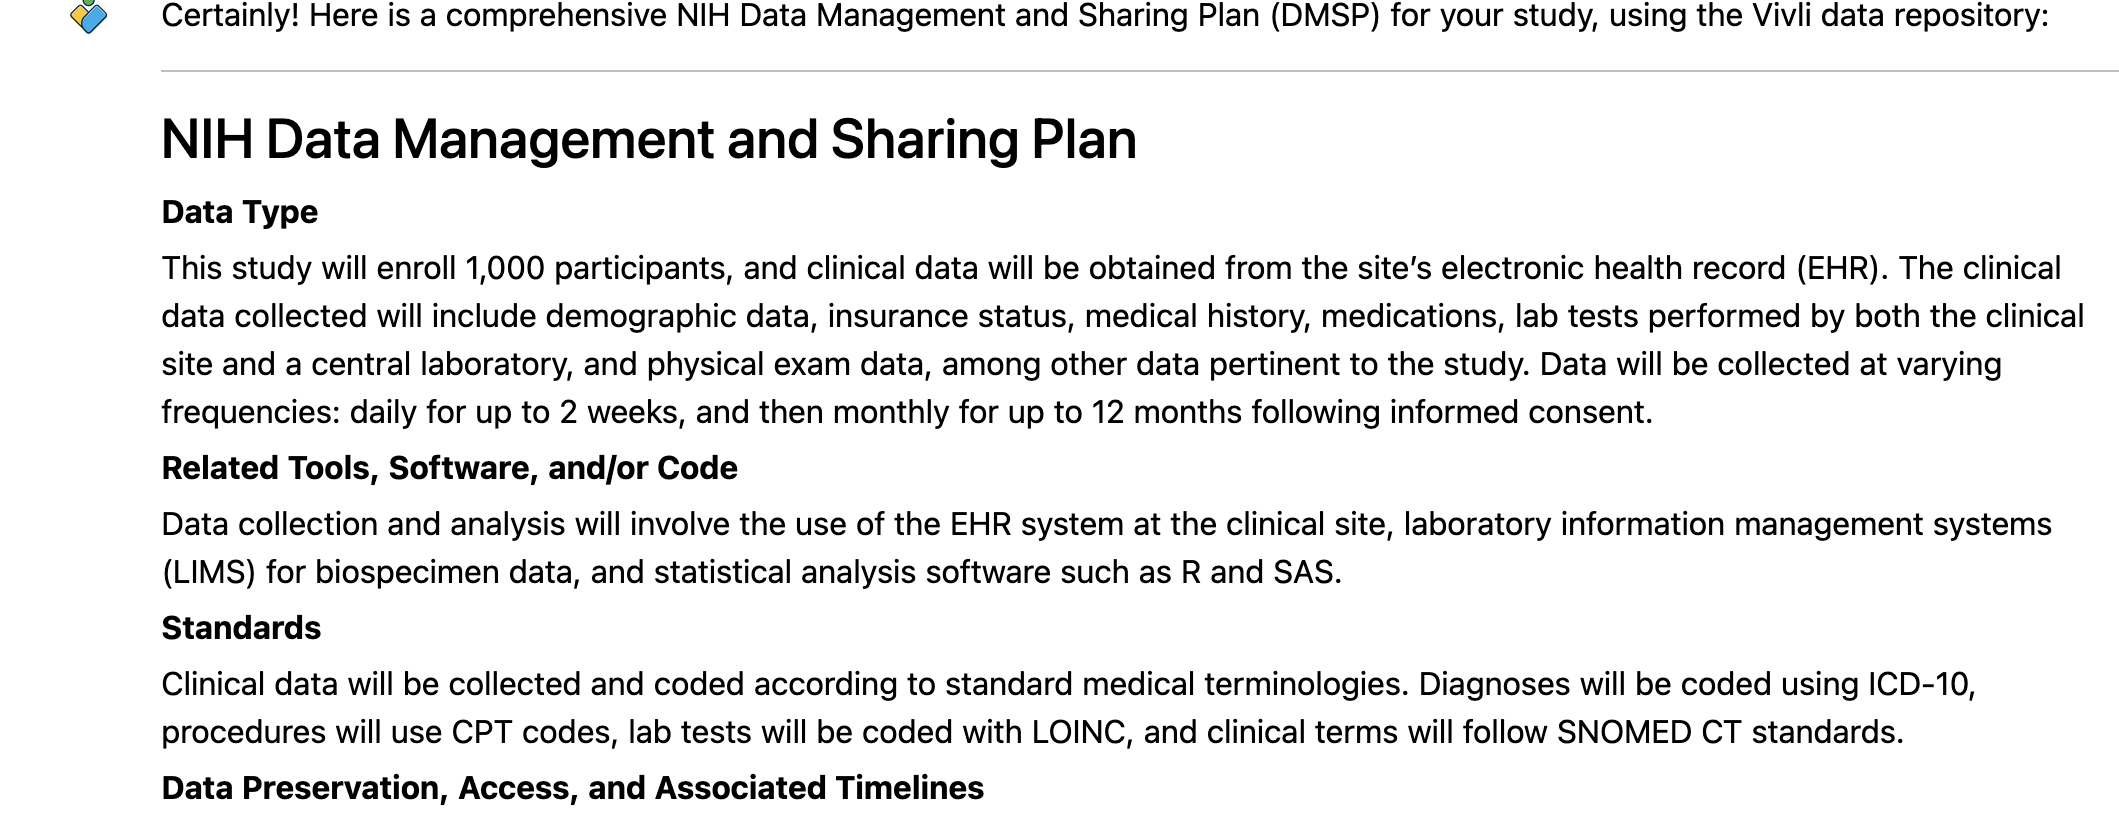 Certainly! Here is a comprehensive NIH Data Management and Sharing Plan (DMSP) for your study, using the Vivli data repository:
NIH Data Management and Sharing Plan
Data Type
This study will enroll 1,000 participants, and clinical data will be obtained from the site’s electronic health record (EHR). The clinical
data collected will include demographic data, insurance status, medical history, medications, lab tests performed by both the clinical
site and a central laboratory, and physical exam data, among other data pertinent to the study. Data will be collected at varying
frequencies: daily for up to 2 weeks, and then monthly for up to 12 months following informed consent.
Related Tools, Software, and/or Code
Data collection and analysis will involve the use of the EHR system at the clinical site, laboratory information management systems
(LIMS) for biospecimen data, and statistical analysis software such as R and SAS.
Standards
Clinical data will be collected and coded according to standard medical terminologies. Diagnoses will be coded using ICD-10,
procedures will use CPT codes, lab tests will be coded with LOINC, and clinical terms will follow SNOMED CT standards.
Data Preservation, Access, and Associated Timelines